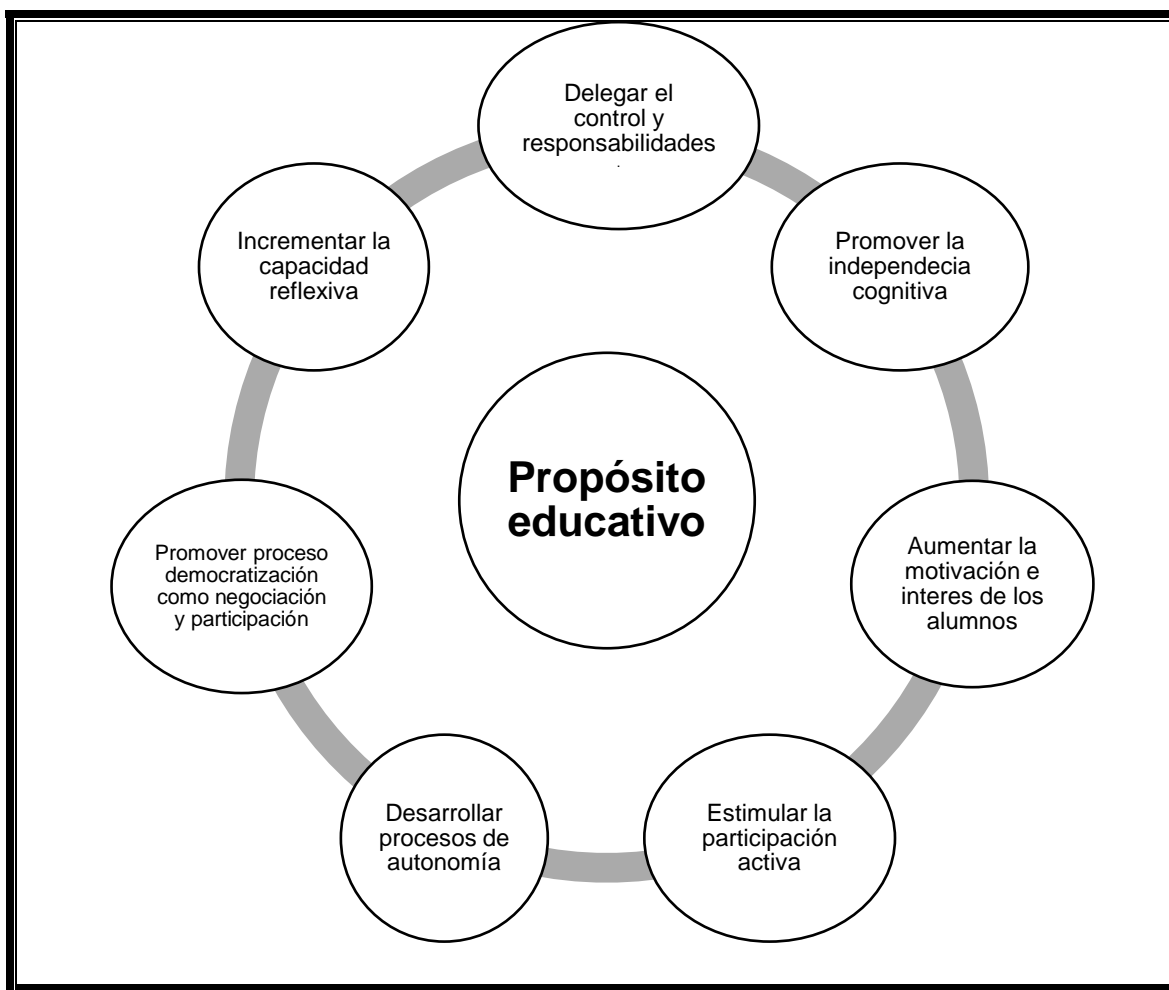 Delegar el
control y
responsabilidades
.
Promover la
independecia
cognitiva
Aumentar la
motivación e
interes de los
alumnos
Estimular la
participación
activa
Desarrollar
procesos de
autonomía
Promover proceso
democratización
como negociación
y participación
Incrementar la
capacidad
reflexiva
Propósito
educativo